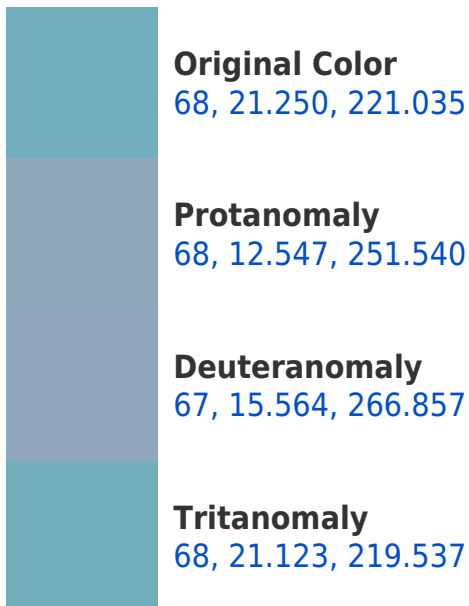 Original Color
68, 21.250, 221.035
Protanomaly
68, 12.547, 251.540
Deuteranomaly
67, 15.564, 266.857
Tritanomaly
68, 21.123, 219.537